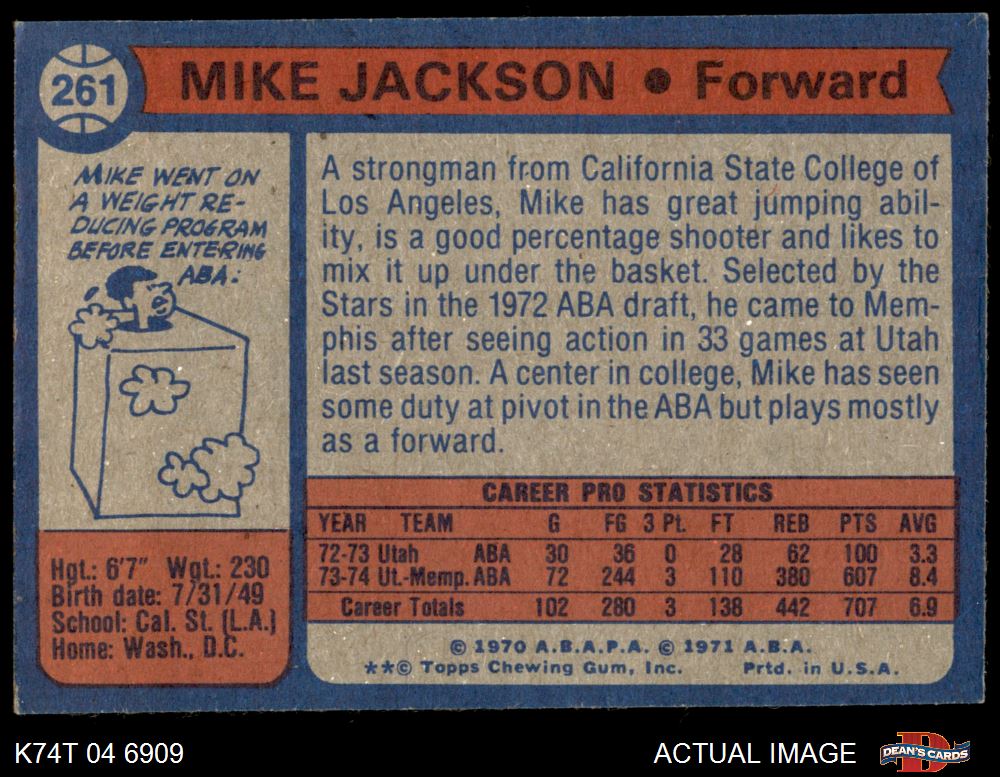 261
MIKE JACKSON • Forward
MIKE WENT ON
A WEIGHT RE-
DUCING PROGRAM
BEFORE ENTERING
ABA:
A strongman from California State College of
Los Angeles, Mike has great jumping abil-
ity, is a good percentage shooter and likes to
mix it up under the basket. Selected by the
Stars in the 1972 ABA draft, he came to Mem-
phis after seeing action in 33 games at Utah
last season. A center in college, Mike has seen
some duty at pivot in the ABA but plays mostly
as a forward.
Hgt.: 6'7" Wgt.: 230
Birth date: 7/31/49
School: Cal. St. (L.A.)
Home: Wash., D.C.
CAREER PRO STATISTICS
YEAR TEAM G FG 3 Pt. FT REB PTS AVG
72-73 Utah ABA 30 36 0 28 62 100 3.3
73-74 Ut.-Memp. ABA 72 244 3 110 380 607 8.4
Career Totals 102 280 3 138 442 707 6.9
© 1970 A.B.A.P.A. © 1971 A.B.A.
**© Topps Chewing Gum, Inc. Prtd. in U.S.A.
K74T 04 6909
ACTUAL IMAGE
D
DEAN'S CARDS